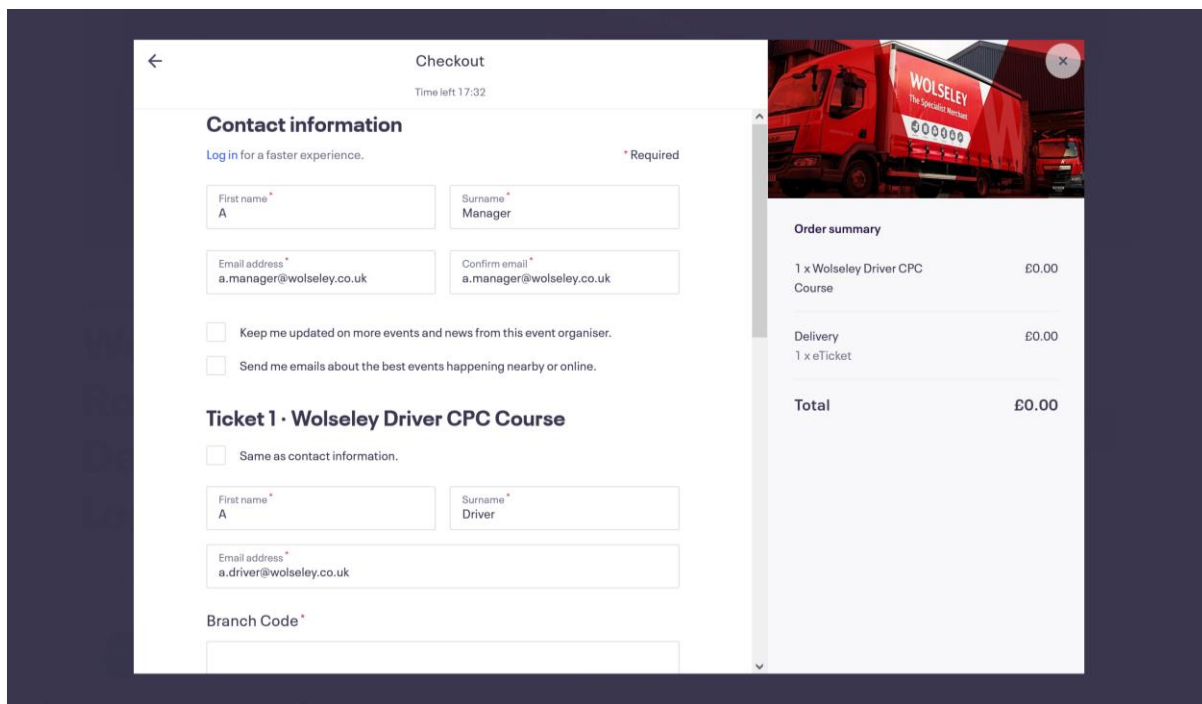 Checkout
Time left 17:32
Contact information
Log in for a faster experience.
* Required
First name *
A
Surname *
Manager
Email address *
a.manager@wolseley.co.uk
Confirm email *
a.manager@wolseley.co.uk
Keep me updated on more events and news from this event organiser.
Send me emails about the best events happening nearby or online.
Ticket 1 · Wolseley Driver CPC Course
Same as contact information.
First name *
A
Surname *
Driver
Email address *
a.driver@wolseley.co.uk
Branch Code *
WOLSELEY
The Specialist Merchant
Order summary
1 x Wolseley Driver CPC £0.00
Course
Delivery £0.00
1 x eTicket
Total £0.00